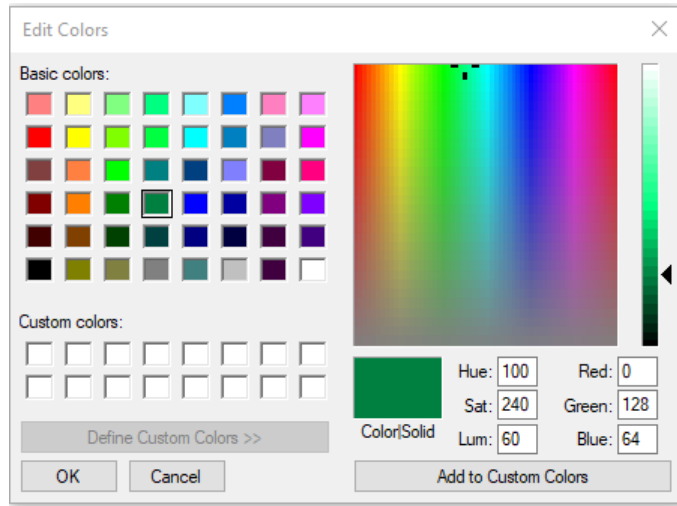 Edit Colors
Basic colors:
Custom colors:
Define Custom Colors >>
OK Cancel
Color|Solid
Hue: 100 Red: 0
Sat: 240 Green: 128
Lum: 60 Blue: 64
Add to Custom Colors